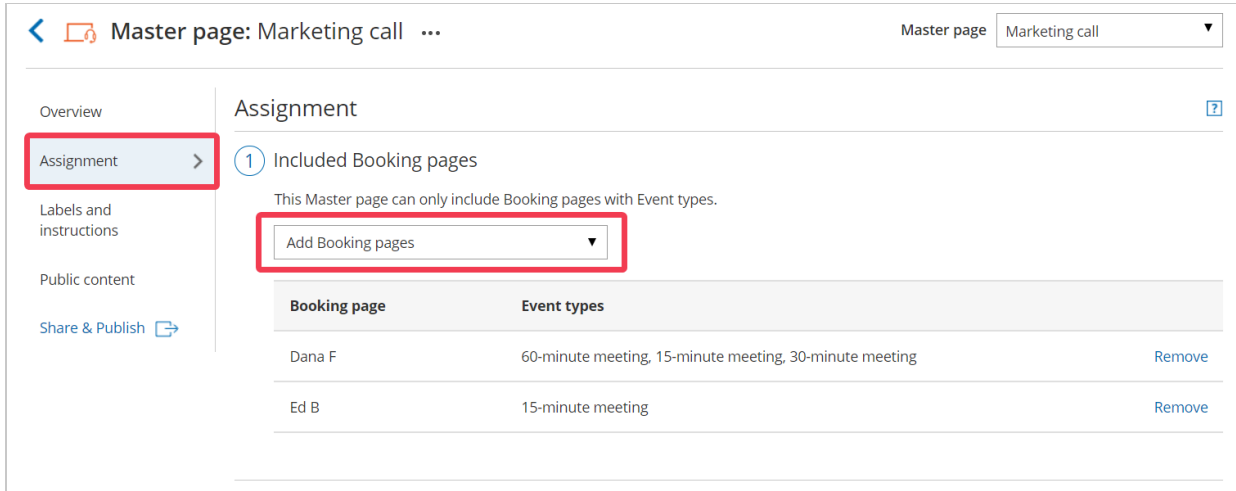 Master page: Marketing call ...
Master page
Marketing call
Overview
Assignment
Labels and
instructions
Public content
Share & Publish
Assignment
?
1 Included Booking pages
This Master page can only include Booking pages with Event types.
Add Booking pages
Booking page Event types
Dana F 60-minute meeting, 15-minute meeting, 30-minute meeting Remove
Ed B 15-minute meeting Remove